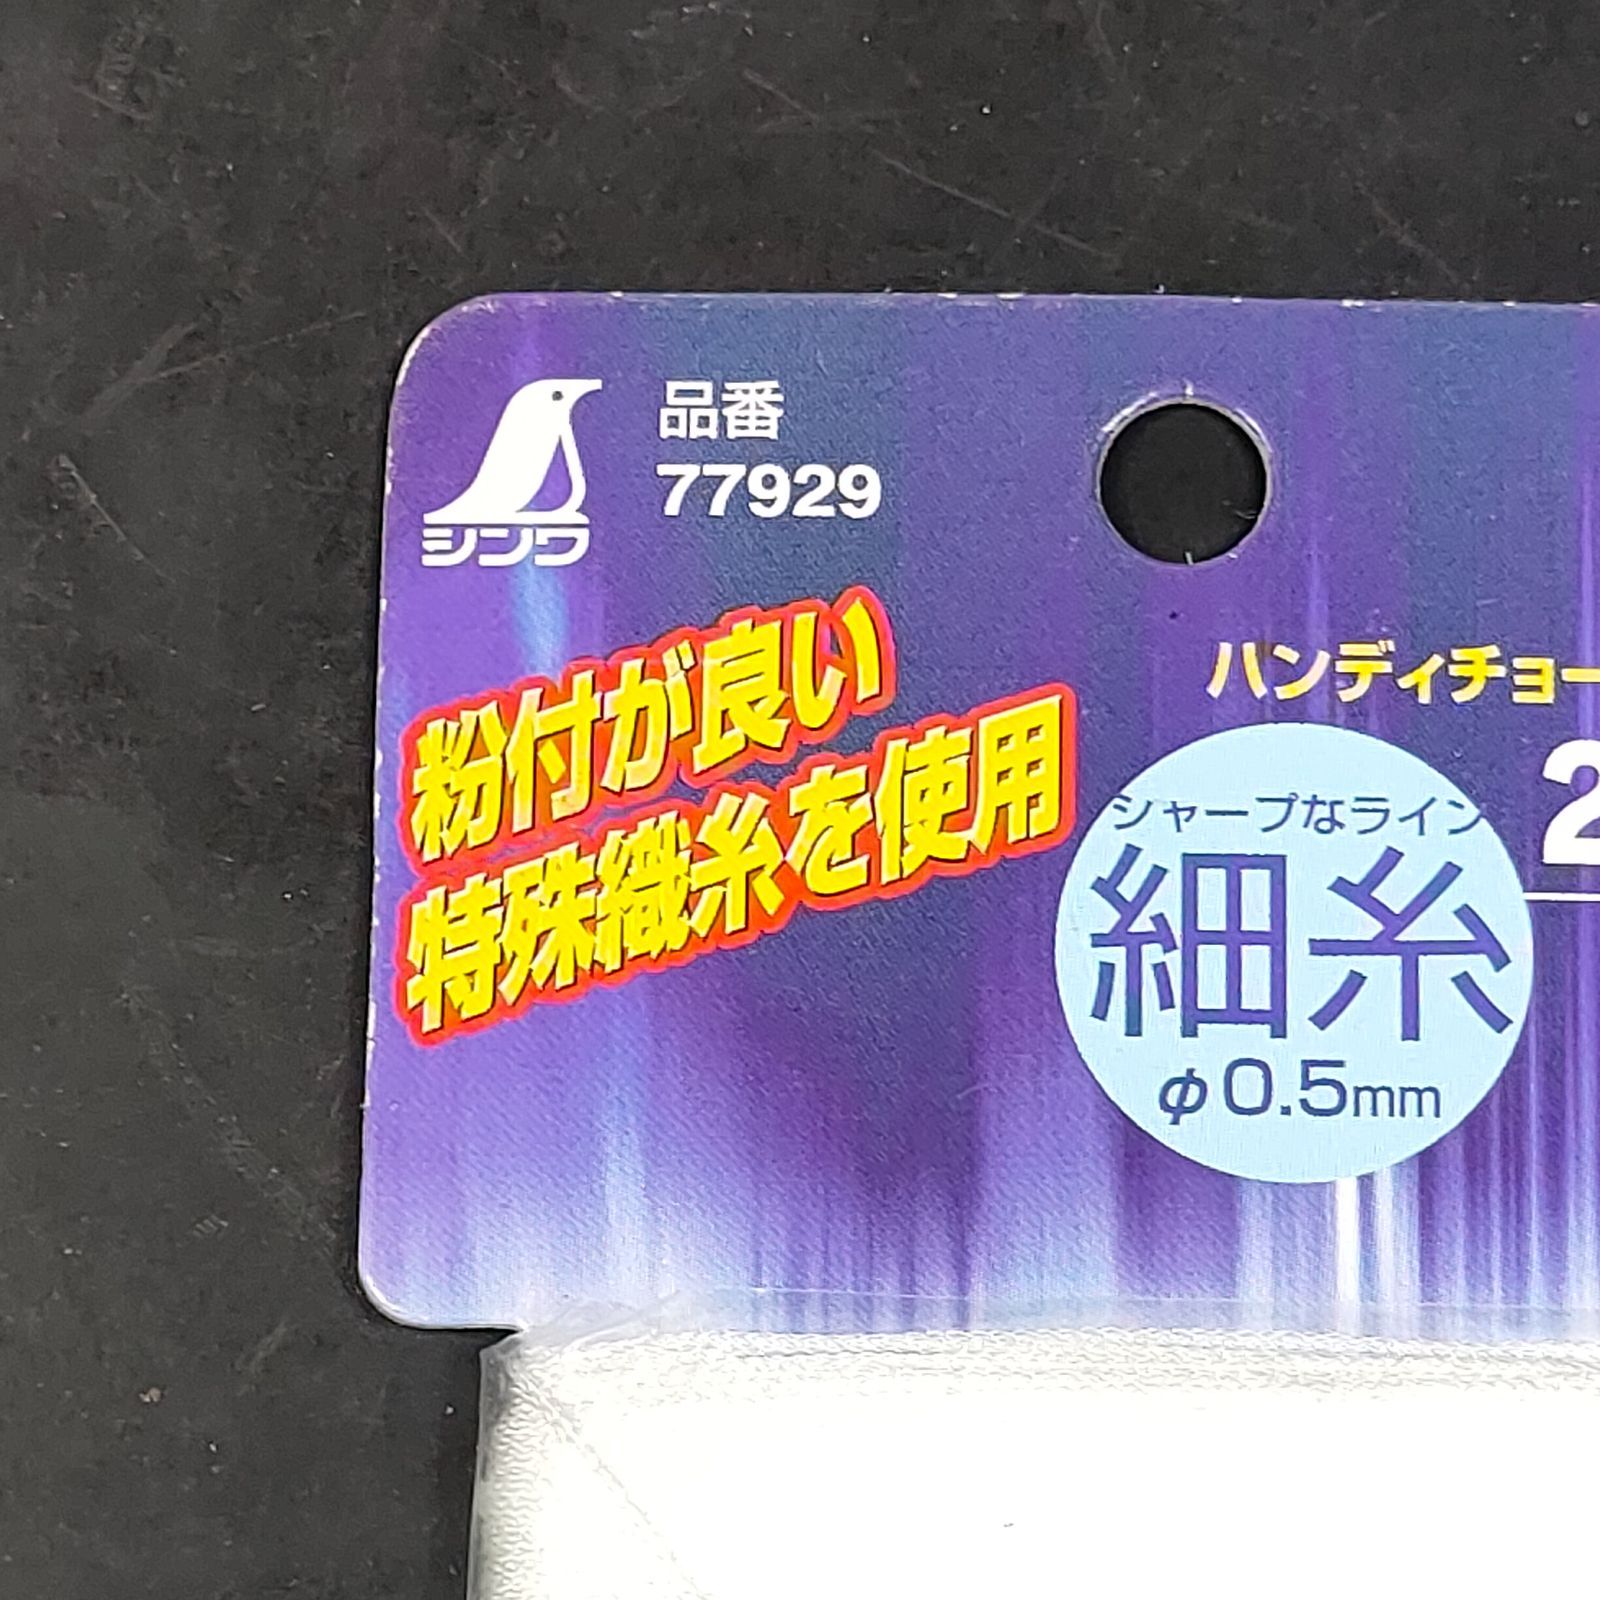 シンワ
品番
77929
粉付が良い
特殊織糸を使用
ハンディチョー
2
シャープなライン
細糸
φ0.5mm